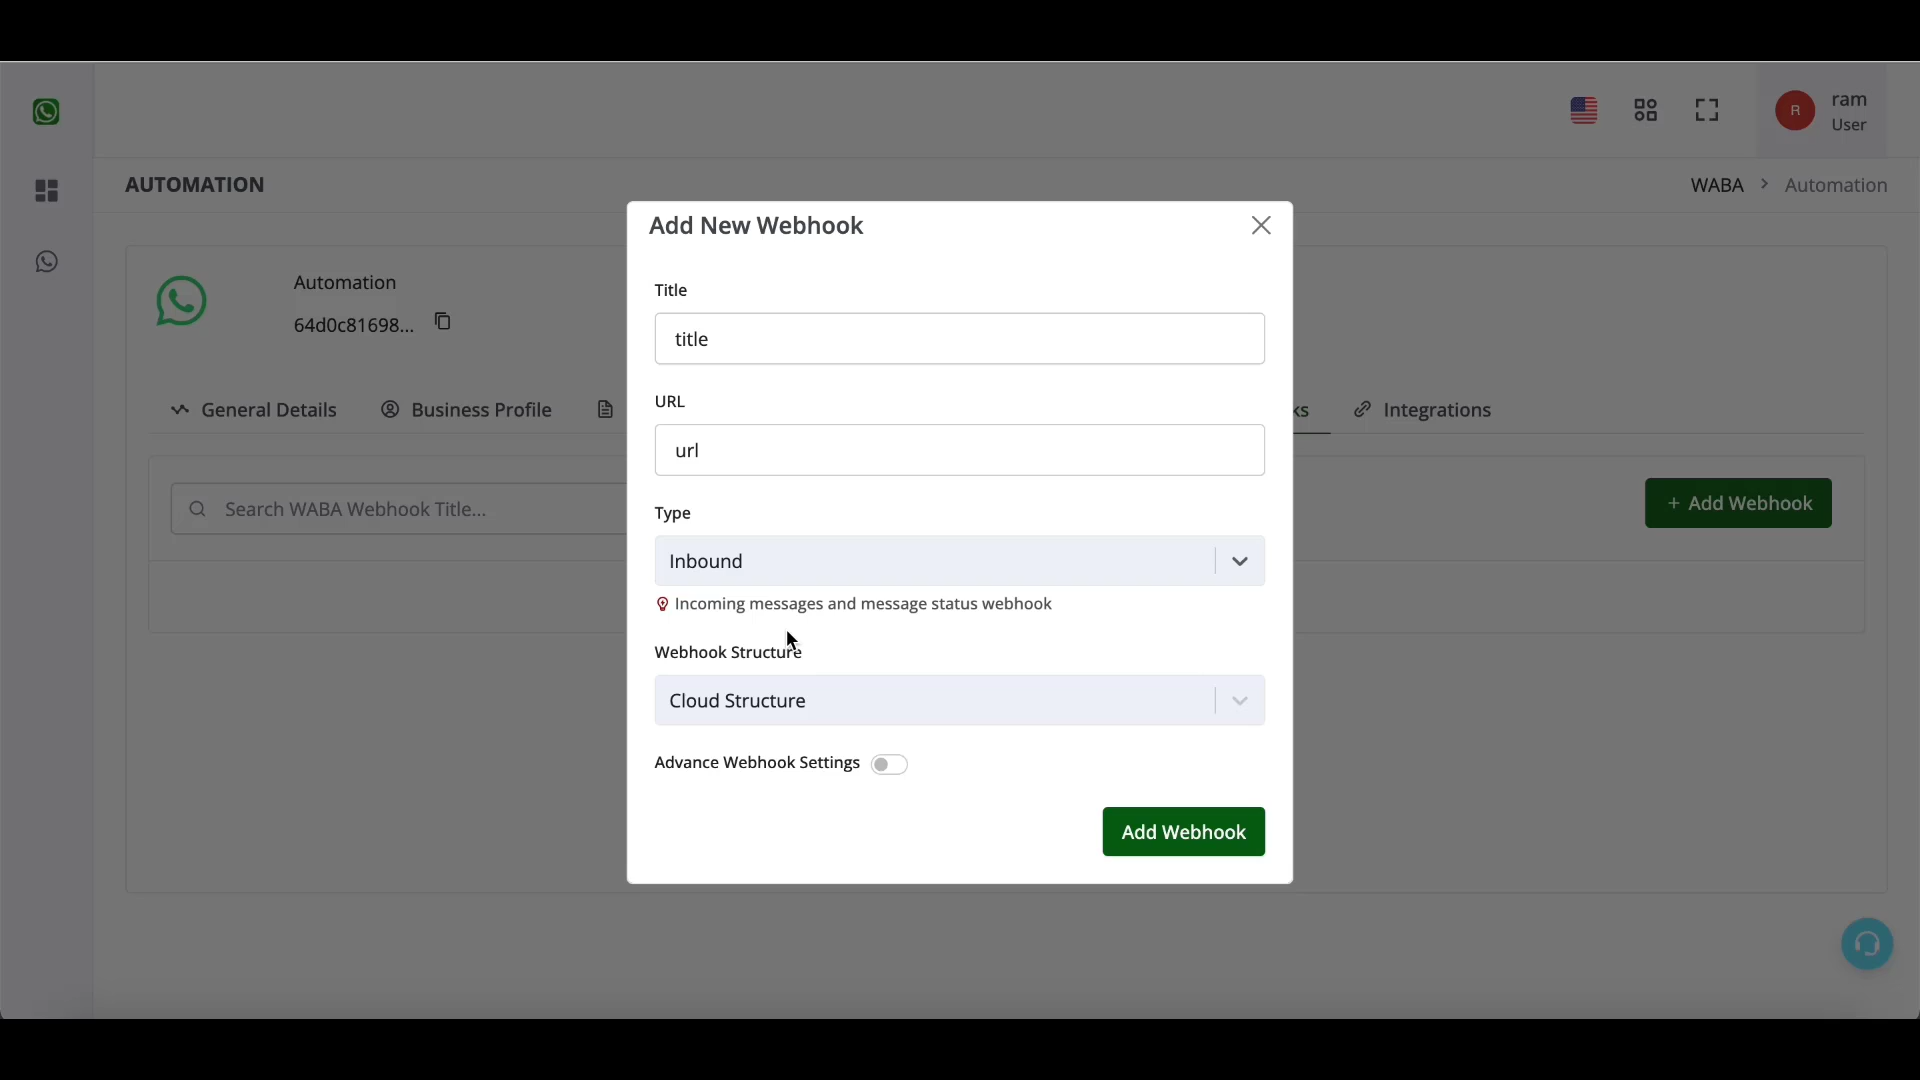 R
ram
User
AUTOMATION
WABA > Automation
Add New Webhook
Automation
64d0c81698...
Title
title
URL
General Details
Business Profile
ks
Integrations
url
Search WABA Webhook Title...
+ Add Webhook
Type
Inbound
Incoming messages and message status webhook
Webhook Structure
Cloud Structure
Advance Webhook Settings
Add Webhook